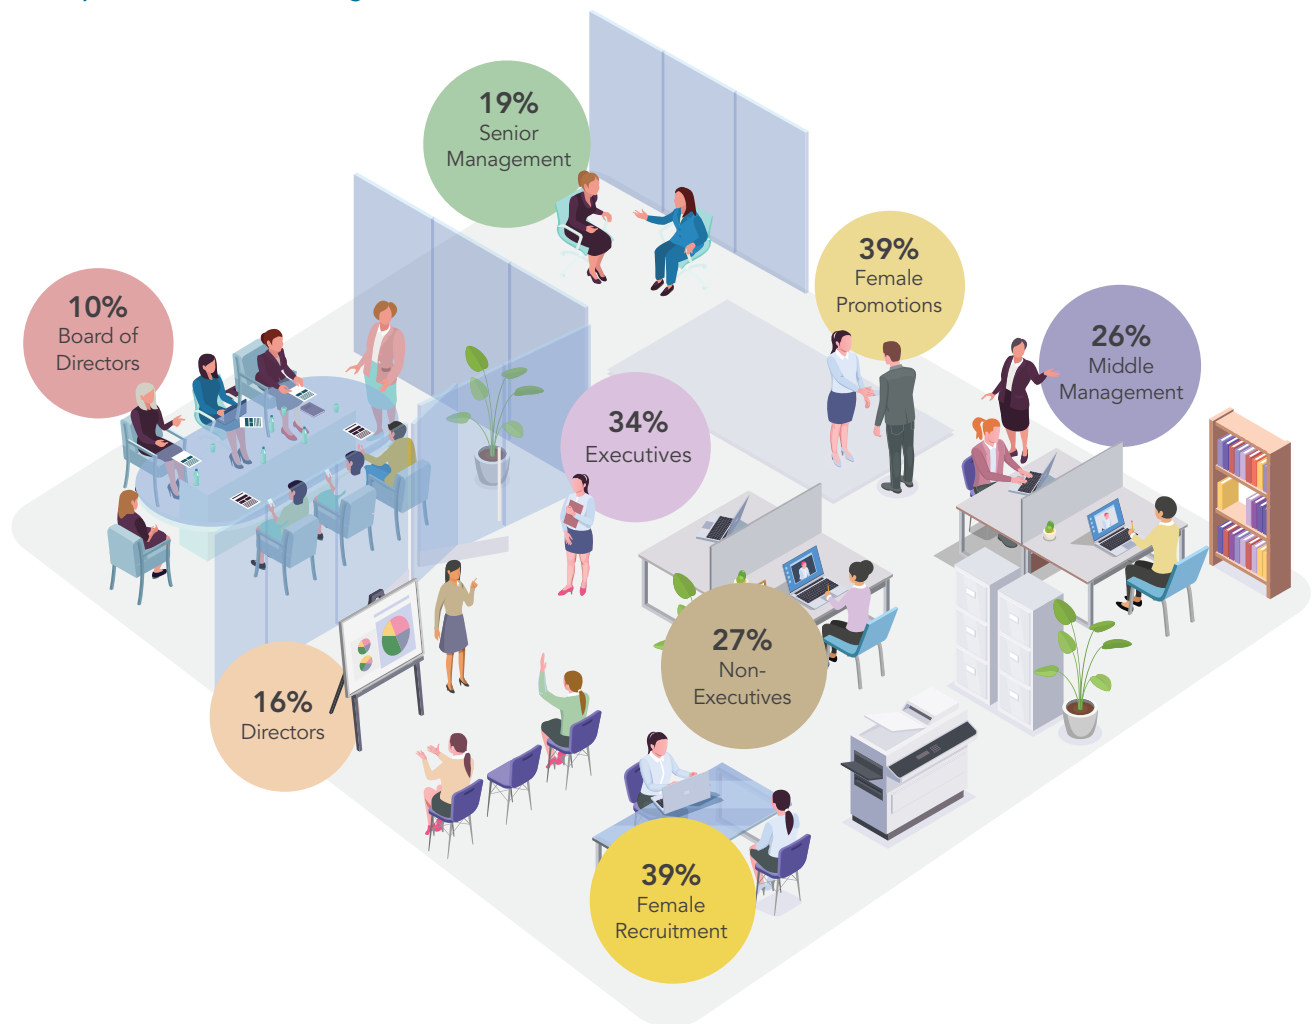 19%
Senior
Management
39%
Female
Promotions
10%
Board of
Directors
26%
Middle
Management
34%
Executives
27%
Non-
Executives
16%
Directors
39%
Female
Recruitment